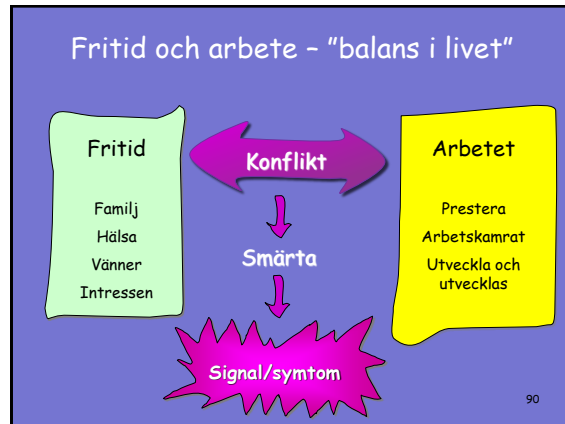 Fritid och arbete – ”balans i livet”
Fritid
Familj
Hälsa
Vänner
Intressen
Konflikt
Smärta
Signal/symtom
Arbetet
Prestera
Arbetskamrat
Utveckla och
utvecklas
90